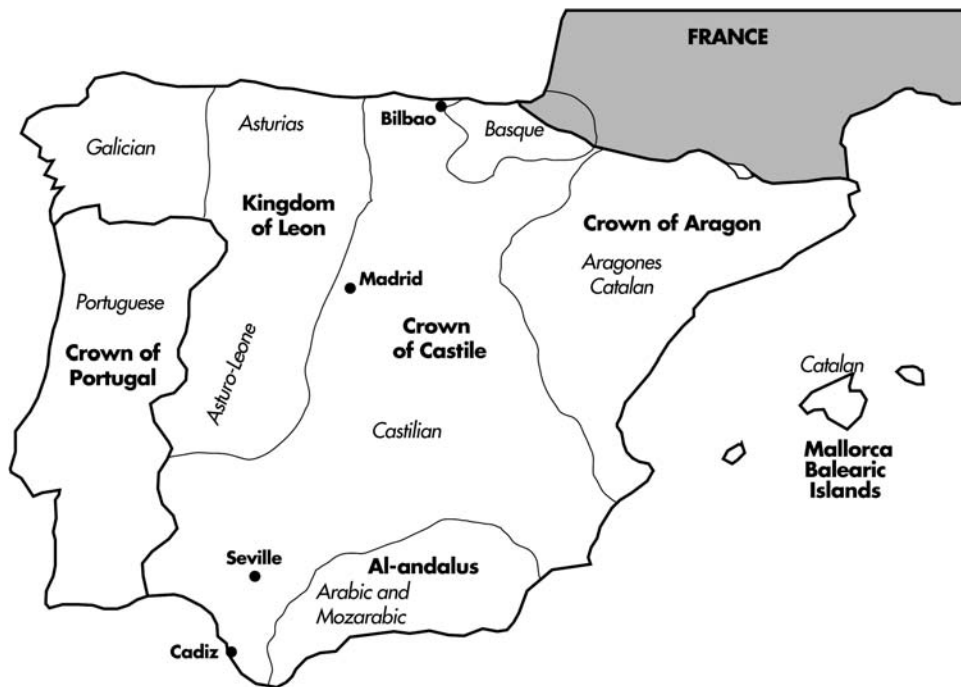 FRANCE
Bilbao
Basque
Asturias
Galician
Kingdom
of Leon
Crown of Aragon
Aragones
Catalan
Madrid
Portuguese
Crown of
Portugal
Crown
of Castile
Asturo-Leone
Castilian
Catalan
Mallorca
Balearic
Islands
Seville
Al-andalus
Arabic and
Mozarabic
Cadiz